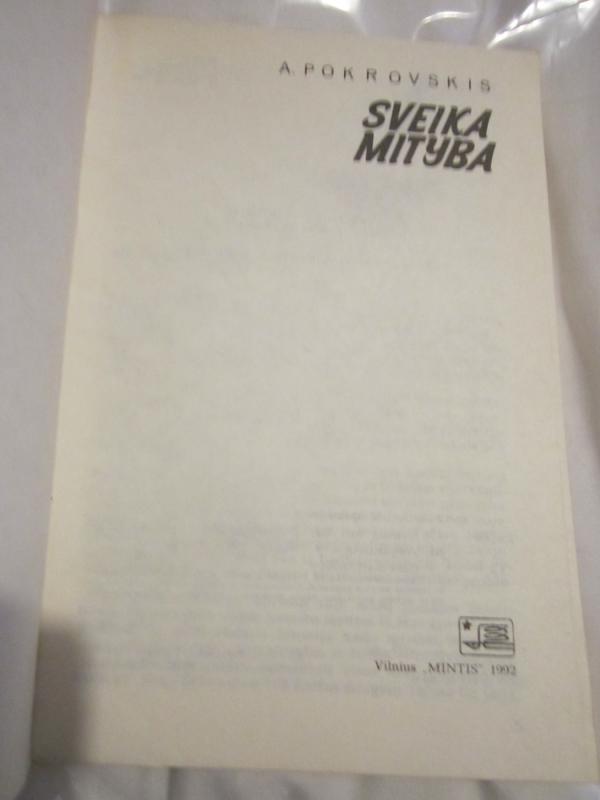 A. POKROVSKIS
SVEIKA
MITYBA
Vilnius „MINTIS“ 1992